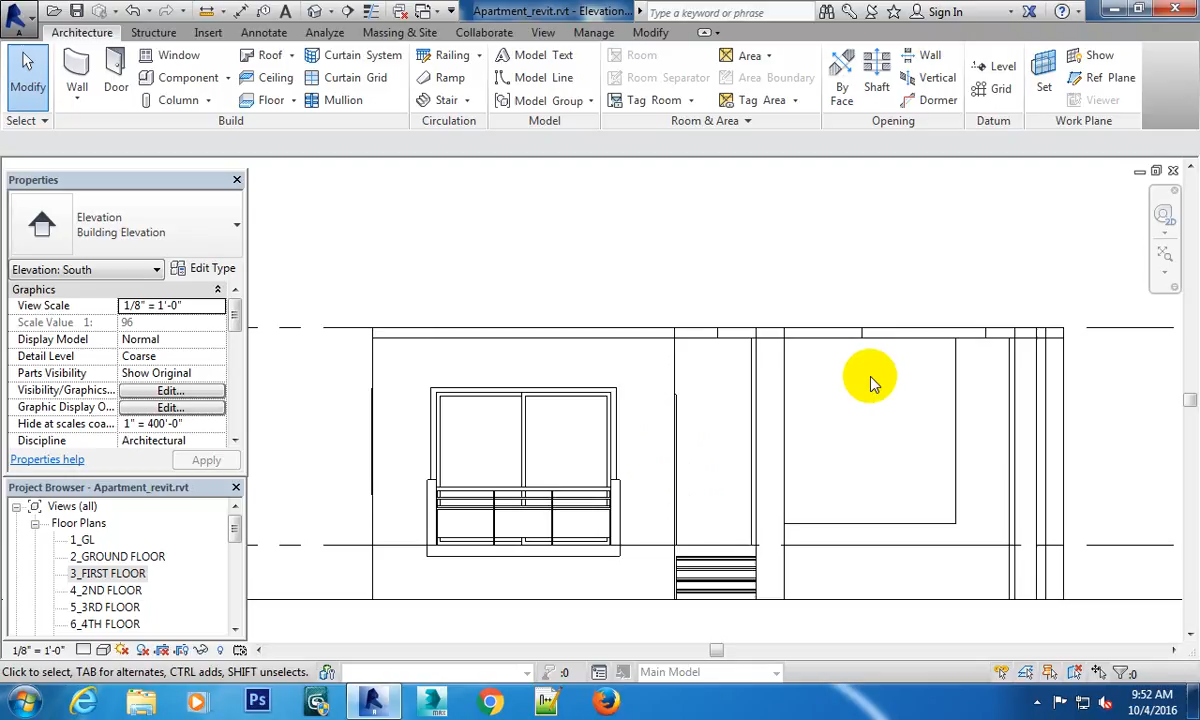 Apartment_revit.rvt - Elevation...
Type a keyword or phrase
Sign In
Architecture
Structure
Insert
Annotate
Analyze
Massing & Site
Collaborate
View
Manage
Modify
Modify
Select
Wall
Door
Window
Component
Column
Roof
Ceiling
Floor
Curtain System
Curtain Grid
Mullion
Build
Railing
Ramp
Stair
Circulation
Model Text
Model Line
Model Group
Model
Room
Room Separator
Tag Room
Area
Area Boundary
Tag Area
Room & Area
By Face
Shaft
Wall
Vertical
Dormer
Opening
Level
Grid
Datum
Set
Show
Ref Plane
Viewer
Work Plane
Properties
Elevation
Building Elevation
Elevation: South
Edit Type
Graphics
View Scale 1/8" = 1'-0"
Scale Value 1: 96
Display Model Normal
Detail Level Coarse
Parts Visibility Show Original
Visibility/Graphics... Edit...
Graphic Display O... Edit...
Hide at scales coa... 1" = 400'-0"
Discipline Architectural
Properties help
Apply
Project Browser - Apartment_revit.rvt
Views (all)
Floor Plans
1_GL
2_GROUND FLOOR
3_FIRST FLOOR
4_2ND FLOOR
5_3RD FLOOR
6_4TH FLOOR
1/8" = 1'-0"
2D
Click to select, TAB for alternates, CTRL adds, SHIFT unselects.
:0
Main Model
:0
Ps
9:52 AM
10/4/2016